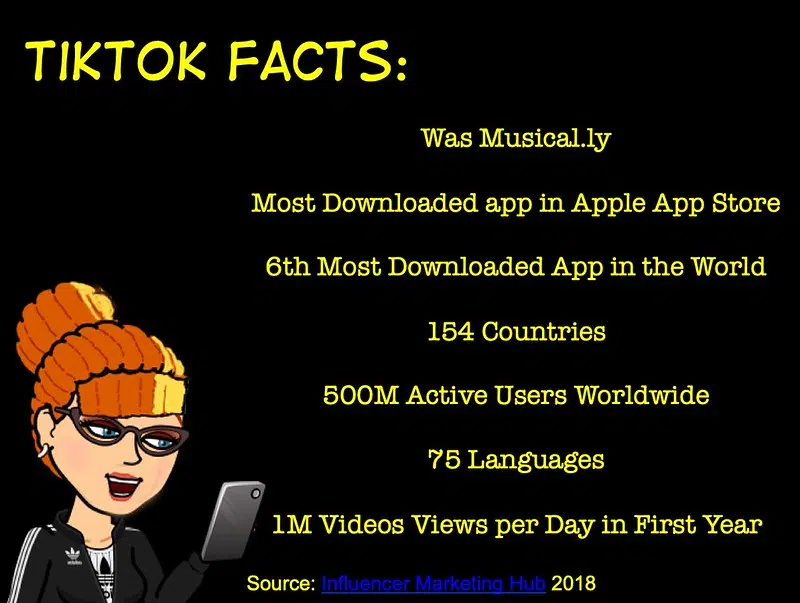 TIKTOK FACTS:
Was Musical.ly
Most Downloaded app in Apple App Store
6th Most Downloaded App in the World
154 Countries
500M Active Users Worldwide
75 Languages
1M Videos Views per Day in First Year
Source: Influencer Marketing Hub 2018